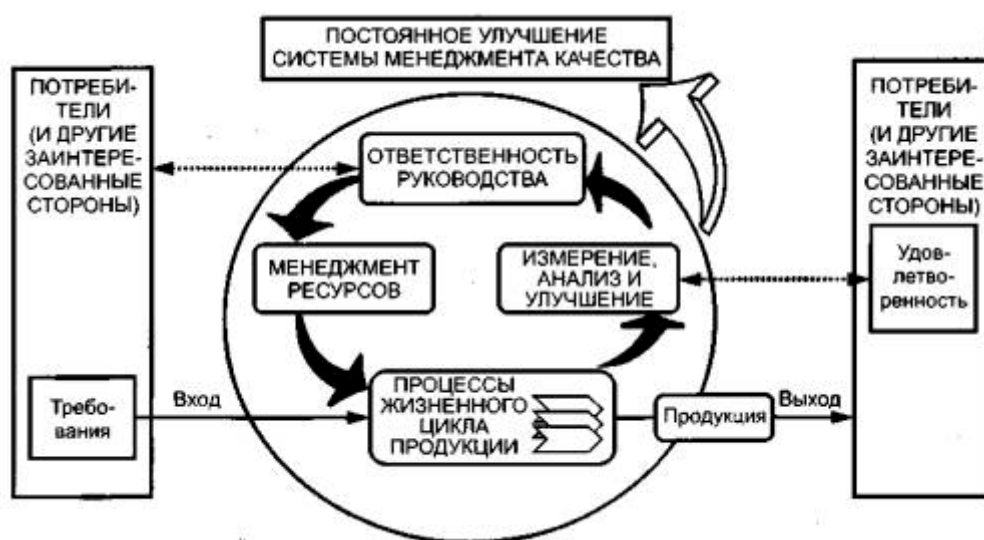 ПОСТОЯННОЕ УЛУЧШЕНИЕ
СИСТЕМЫ МЕНЕДЖМЕНТА КАЧЕСТВА
ПОТРЕБИ-
ТЕЛИ
(И ДРУГИЕ
ЗАИНТЕРЕ-
СОВАННЫЕ
СТОРОНЫ)
ОТВЕТСТВЕННОСТЬ
РУКОВОДСТВА
МЕНЕДЖМЕНТ
РЕСУРСОВ
ИЗМЕРЕНИЕ,
АНАЛИЗ И
УЛУЧШЕНИЕ
ПОТРЕБИ-
ТЕЛИ
(И ДРУГИЕ
ЗАИНТЕРЕ-
СОВАННЫЕ
СТОРОНЫ)
Удов-
летво-
ренность
Требо-
вания
Вход
ПРОЦЕССЫ
ЖИЗНЕННОГО
ЦИКЛА
ПРОДУКЦИИ
Продукция
Выход